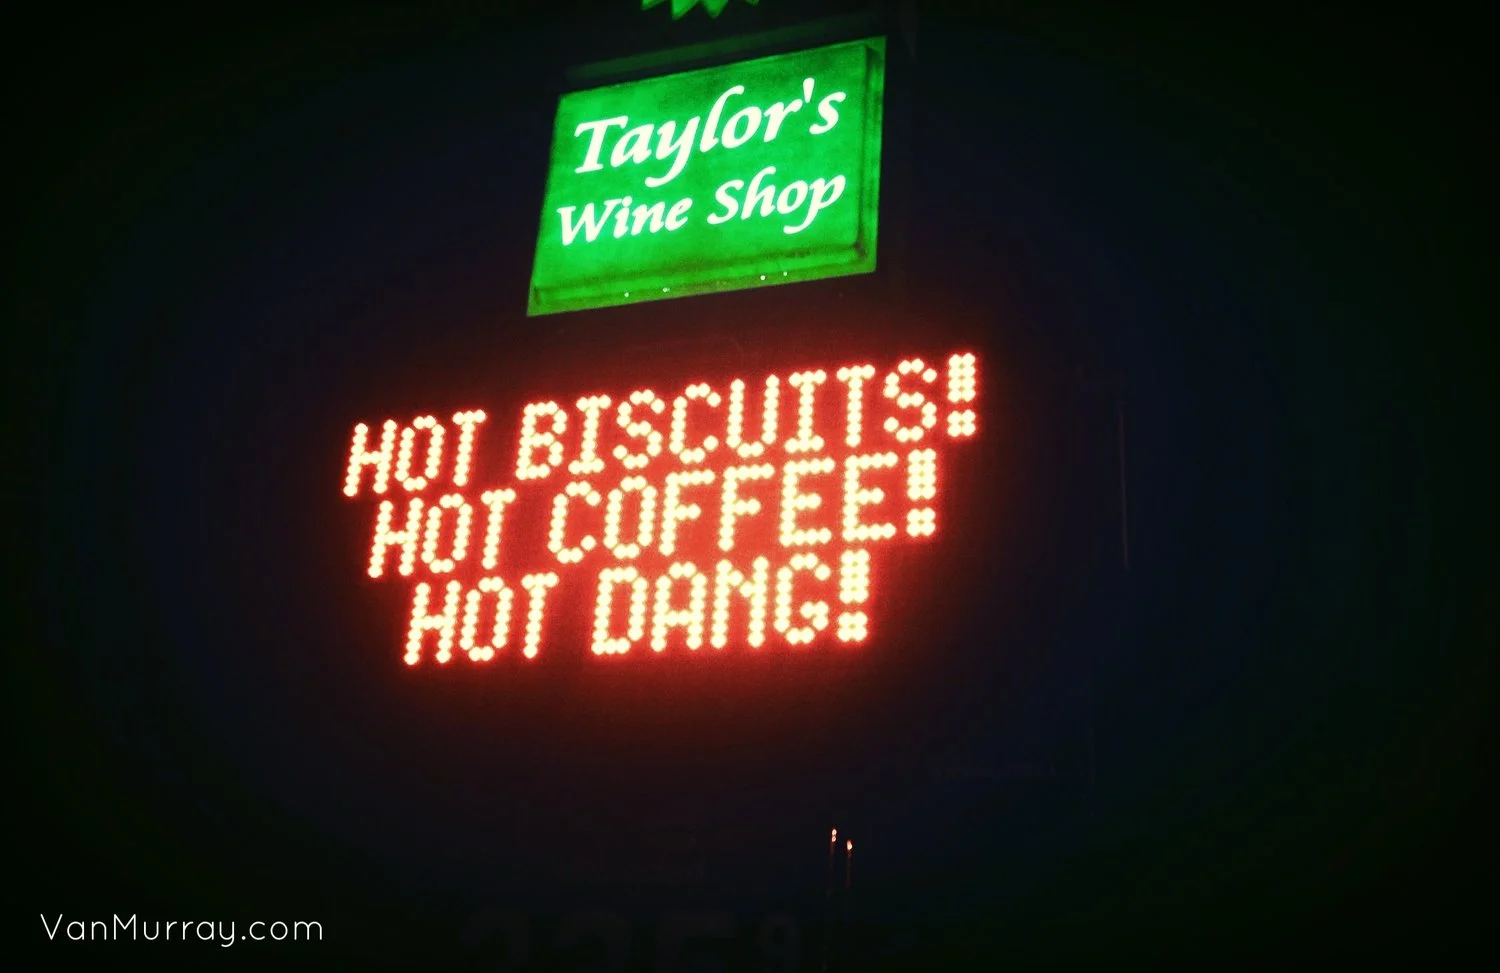 Taylor's
Wine Shop
HOT BISCUITS!
HOT COFFEE!
HOT DANG!
VanMurray.com